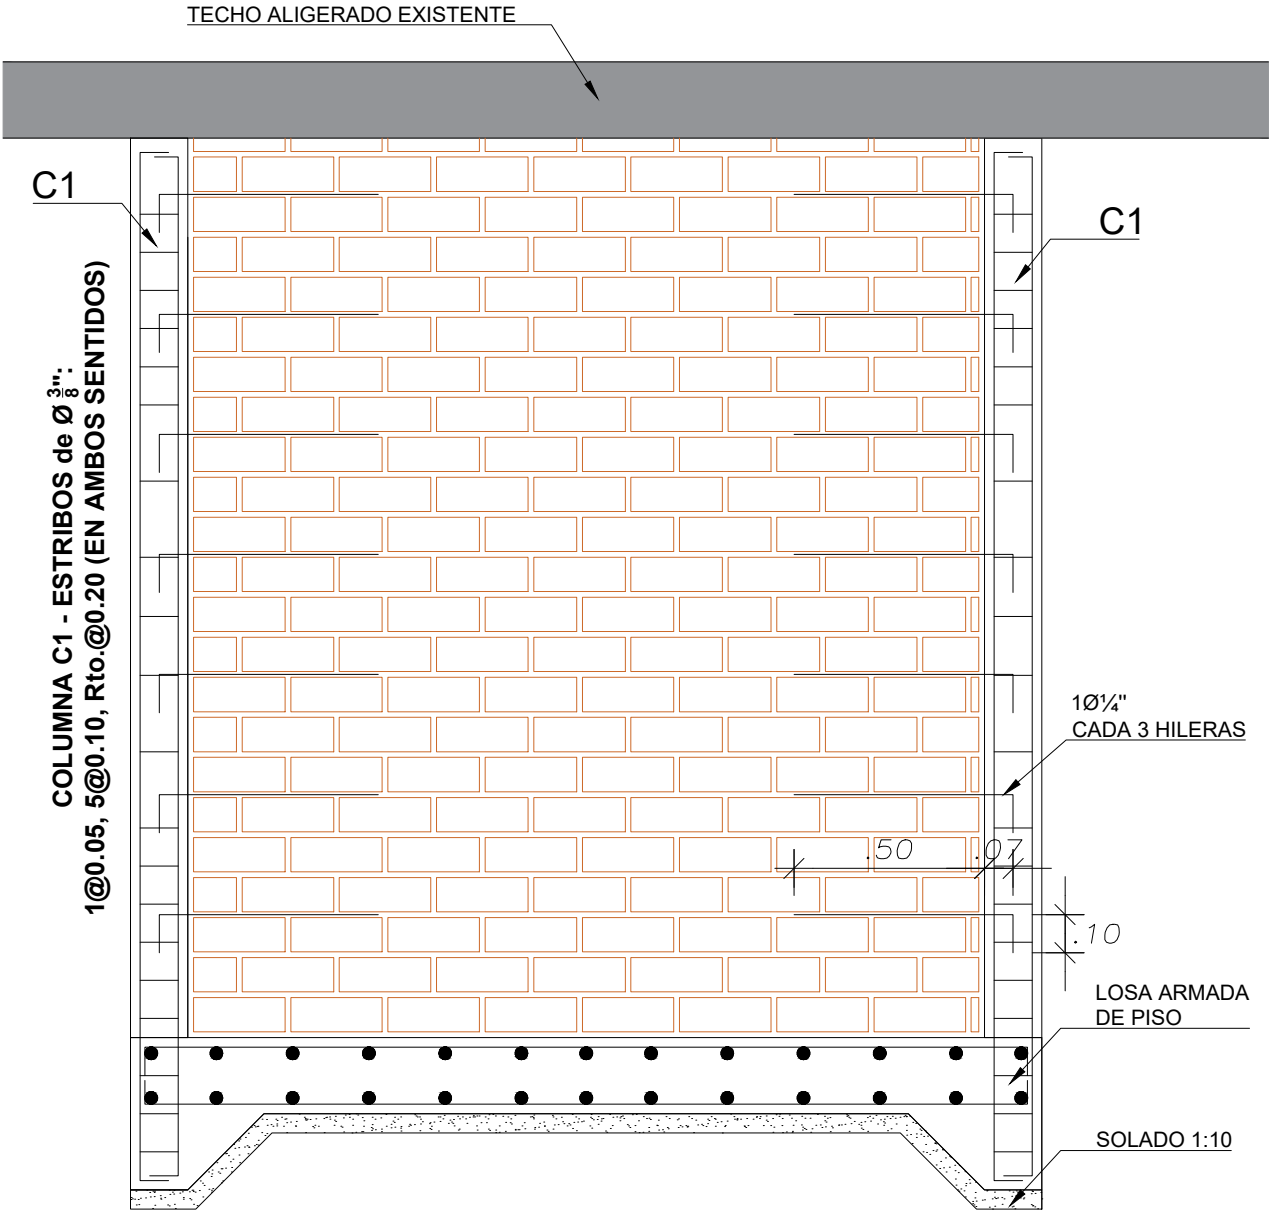 TECHO ALIGERADO EXISTENTE
C1
C1
COLUMNA C1 - ESTRIBOS de Ø 3/8":
1@0.05, 5@0.10, Rto.@0.20 (EN AMBOS SENTIDOS)
1Ø¼"
CADA 3 HILERAS
.50
.07
.10
LOSA ARMADA
DE PISO
SOLADO 1:10